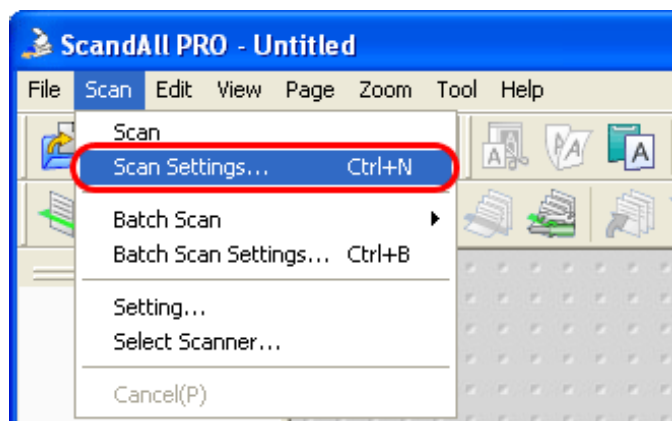 ScandAll PRO - Untitled
File Scan Edit View Page Zoom Tool Help
Scan
Scan Settings... Ctrl+N
Batch Scan
Batch Scan Settings... Ctrl+B
Setting...
Select Scanner...
Cancel(P)
A A A